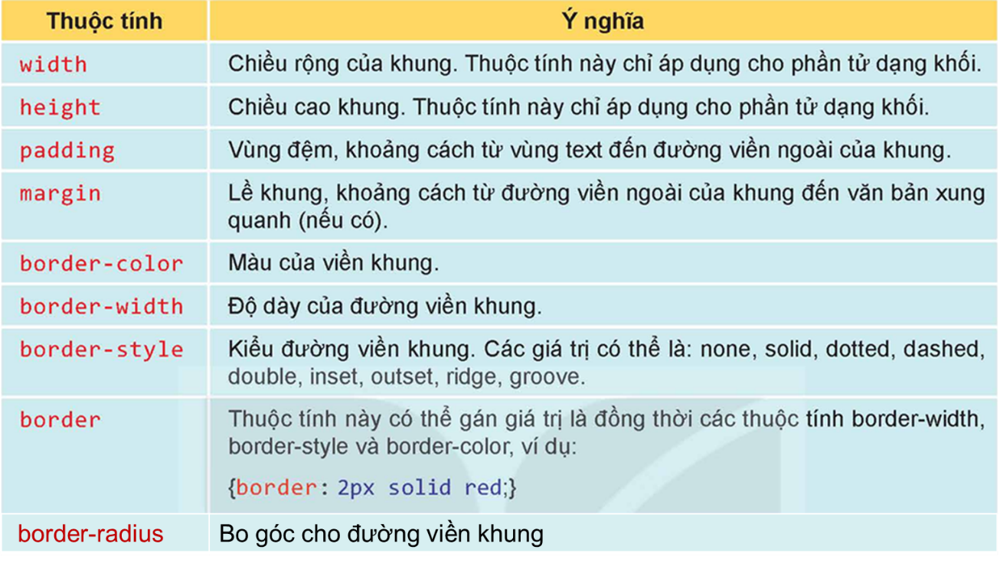 Thuộc tính Ý nghĩa
width Chiều rộng của khung. Thuộc tính này chỉ áp dụng cho phần tử dạng khối.
height Chiều cao khung. Thuộc tính này chỉ áp dụng cho phần tử dạng khối.
padding Vùng đệm, khoảng cách từ vùng text đến đường viền ngoài của khung.
margin Lề khung, khoảng cách từ đường viền ngoài của khung đến văn bản xung
quanh (nếu có).
border-color Màu của viền khung.
border-width Độ dày của đường viền khung.
border-style Kiểu đường viền khung. Các giá trị có thể là: none, solid, dotted, dashed,
double, inset, outset, ridge, groove.
border Thuộc tính này có thể gán giá trị là đồng thời các thuộc tính border-width,
border-style và border-color, ví dụ:
{border: 2px solid red;}
border-radius Bo góc cho đường viền khung